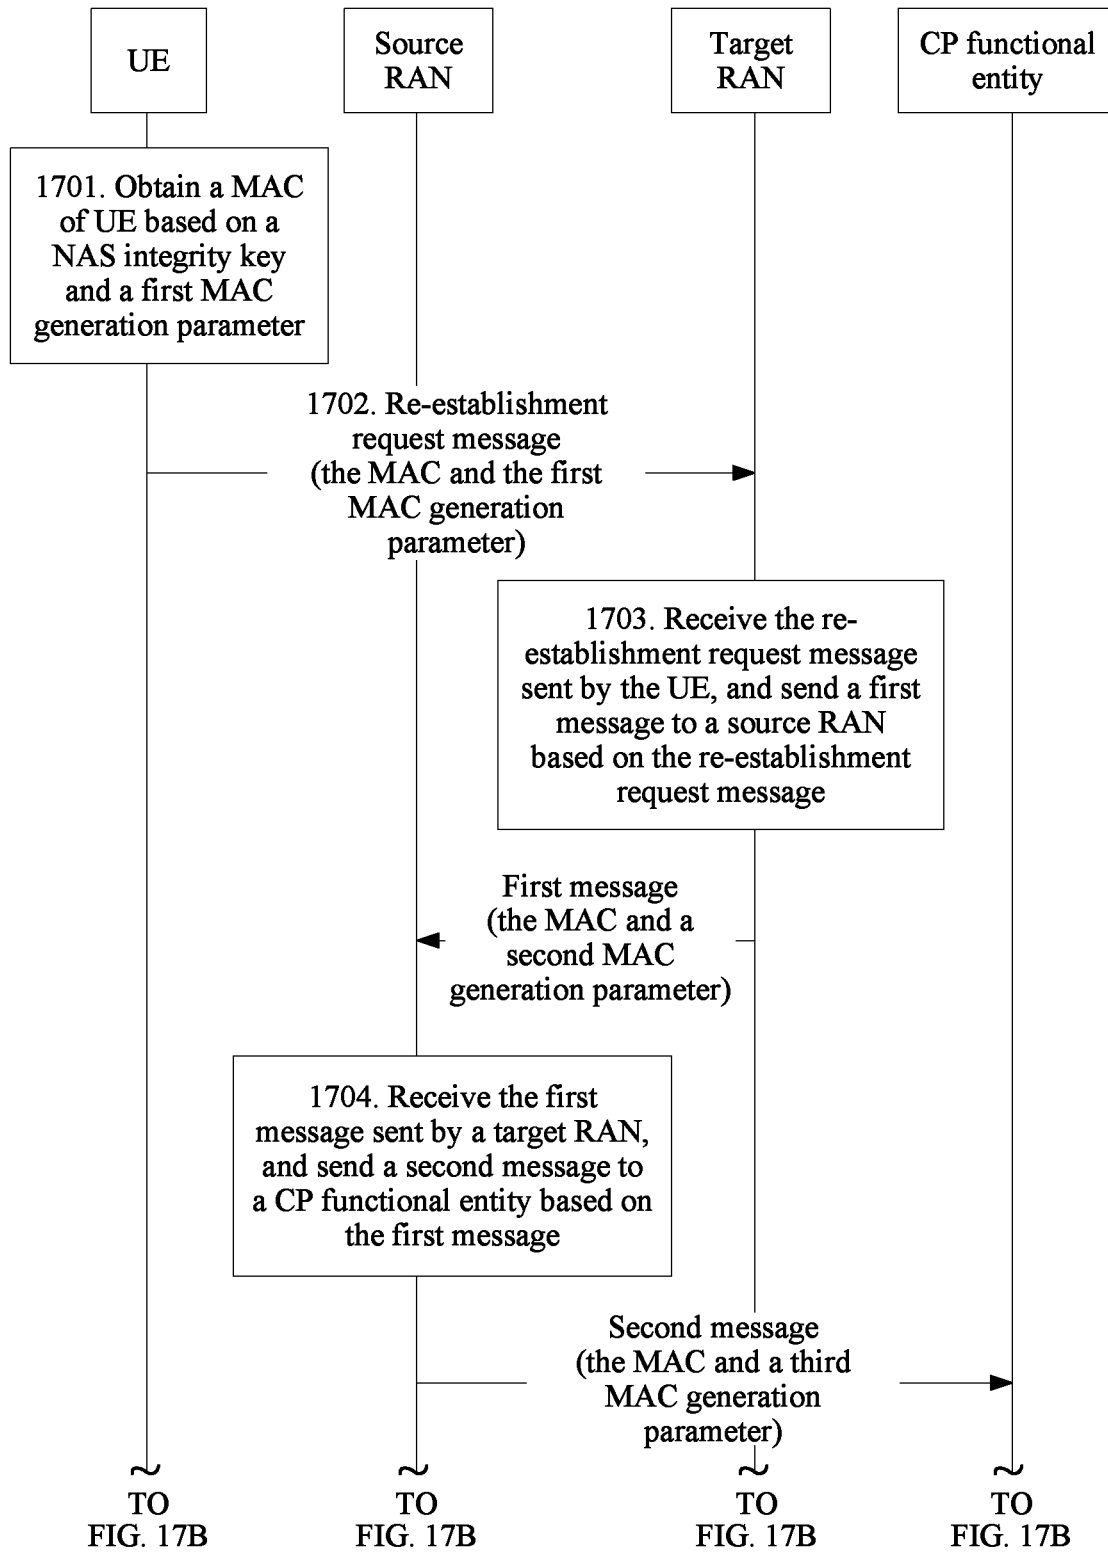 UE
Source
RAN
Target
RAN
CP functional
entity
1701. Obtain a MAC
of UE based on a
NAS integrity key
and a first MAC
generation parameter
1702. Re-establishment
request message
(the MAC and the first
MAC generation
parameter)
1703. Receive the re-
establishment request message
sent by the UE, and send a first
message to a source RAN
based on the re-establishment
request message
First message
(the MAC and a
second MAC
generation parameter)
1704. Receive the first
message sent by a target RAN,
and send a second message to
a CP functional entity based on
the first message
Second message
(the MAC and a third
MAC generation
parameter)
TO
FIG. 17B
TO
FIG. 17B
TO
FIG. 17B
TO
FIG. 17B